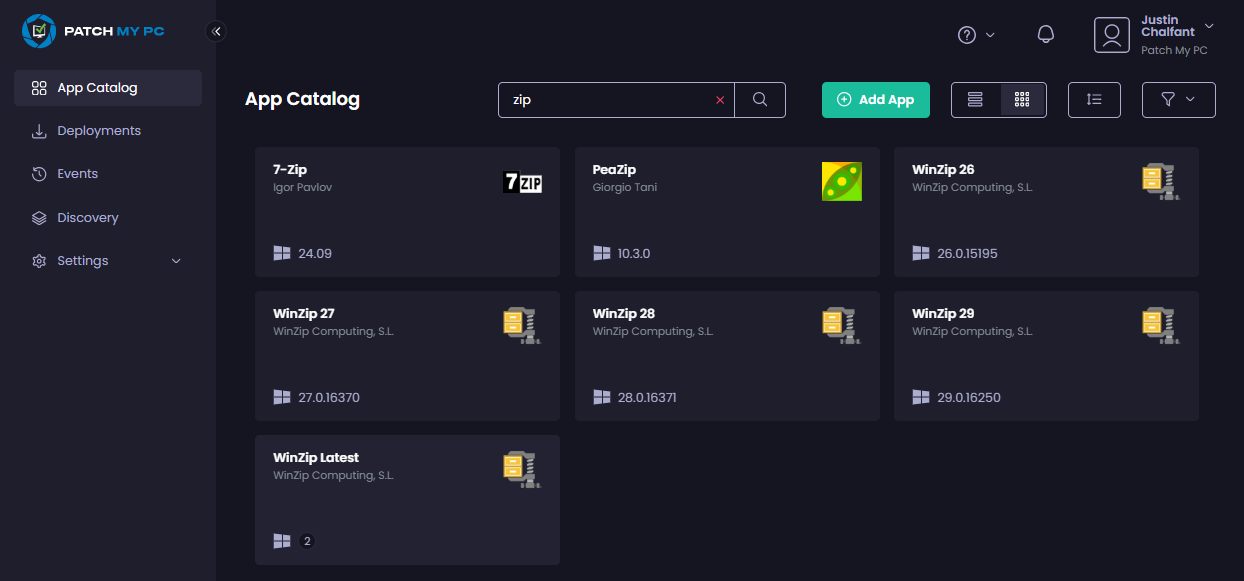 PATCH MY PC
App Catalog
Deployments
Events
Discovery
Settings
Justin
Chalfant
Patch My PC
App Catalog
zip
Add App
7-Zip
Igor Pavlov
7ZIP
24.09
PeaZip
Giorgio Tani
10.3.0
WinZip 26
WinZip Computing, S.L.
26.0.15195
WinZip 27
WinZip Computing, S.L.
27.0.16370
WinZip 28
WinZip Computing, S.L.
28.0.16371
WinZip 29
WinZip Computing, S.L.
29.0.16250
WinZip Latest
WinZip Computing, S.L.
2